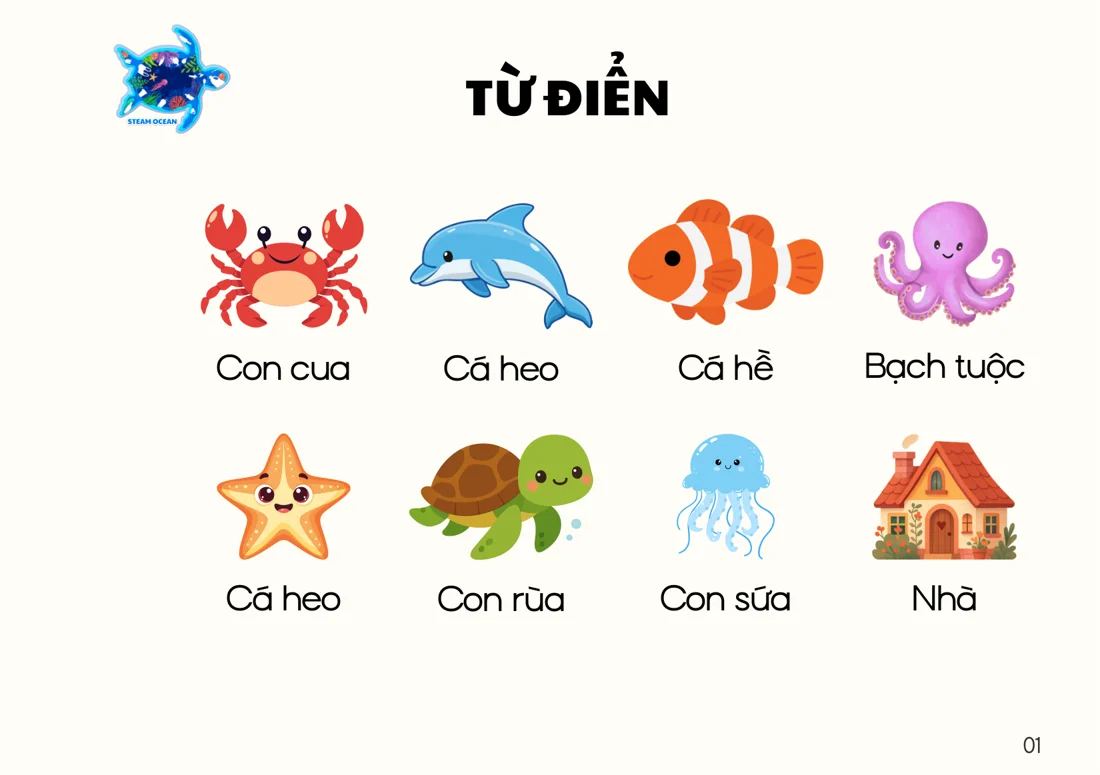 STEAM OCEAN
TỪ ĐIỂN
Con cua
Cá heo
Cá hề
Bạch tuộc
Cá heo
Con rùa
Con sứa
Nhà
01